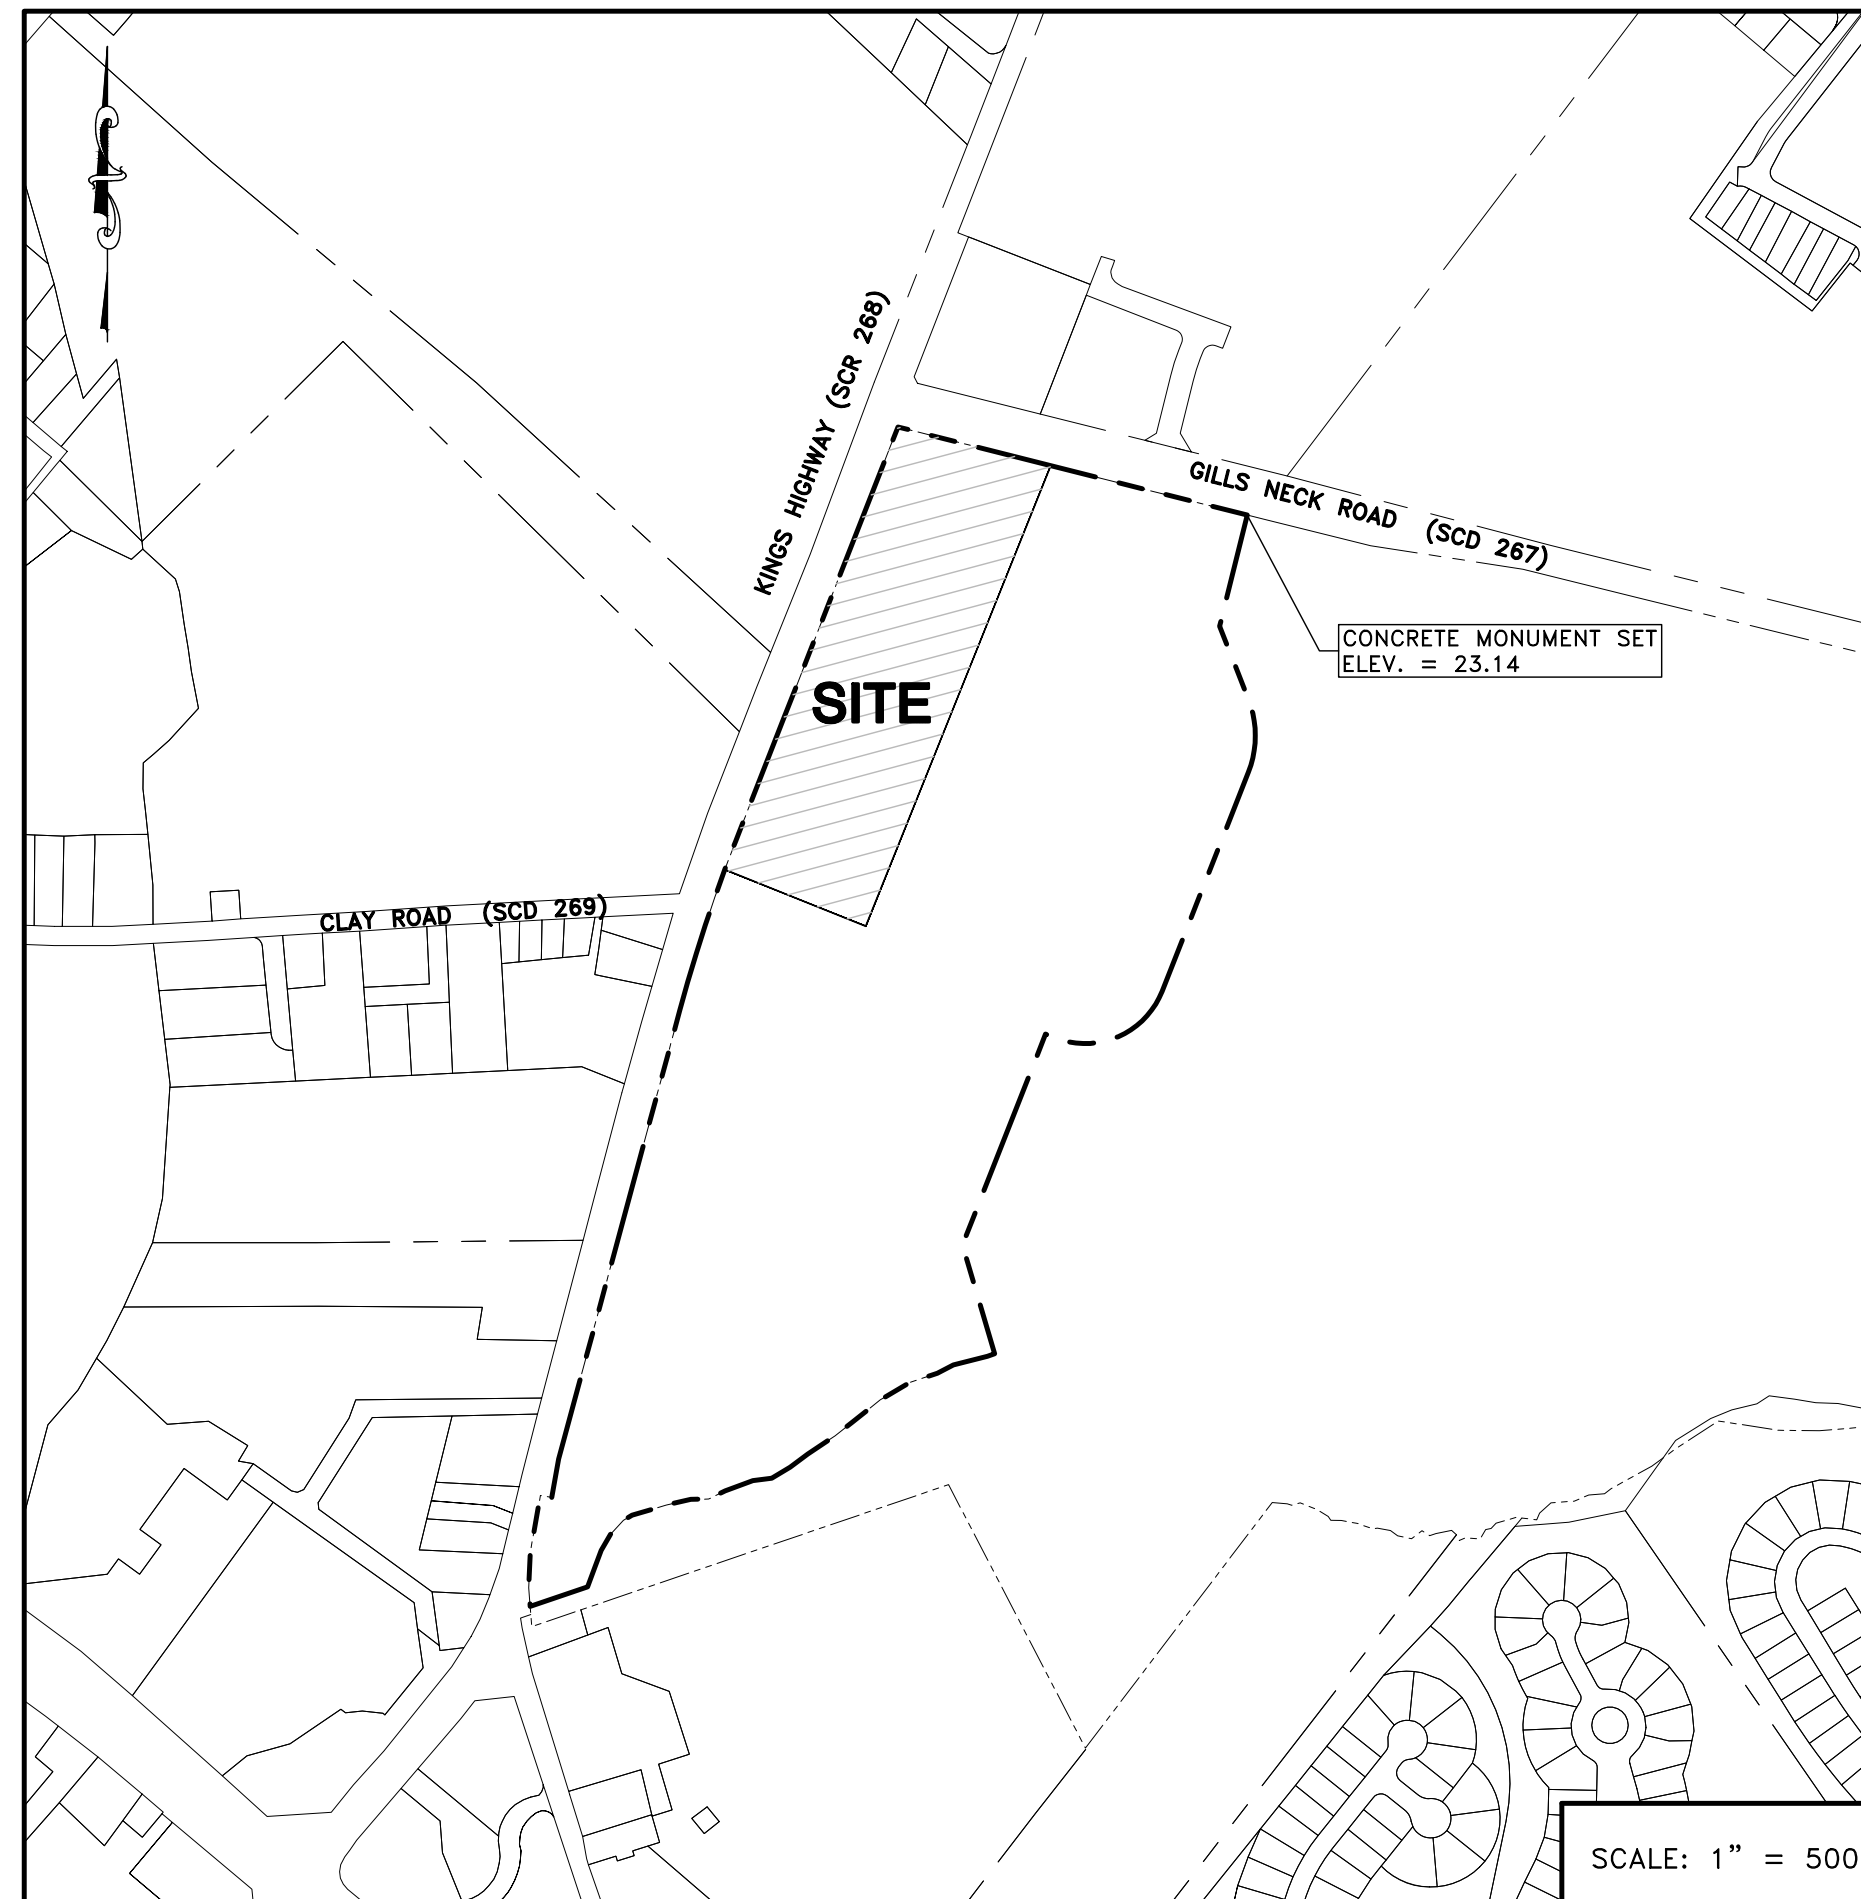 KINGS HIGHWAY (SCR 268)
GILLS NECK ROAD (SCD 267)
CONCRETE MONUMENT SET
ELEV. = 23.14
SITE
CLAY ROAD (SCD 269)
SCALE: 1” = 500